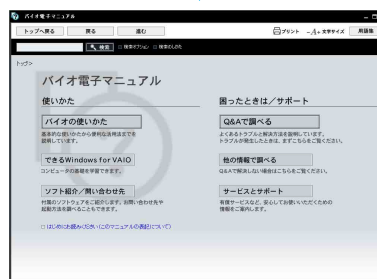 バイオ電子マニュアル
トップへ戻る 戻る 進む プリント -A+ 文字サイズ 用語集
検索 検索オプション 検索のしかた
トップ>
バイオ電子マニュアル
使いかた
バイオの使いかた
基本的な使いかたから便利な活用法までを
説明しています。
できるWindows for VAIO
コンピュータの基礎を学習できます。
ソフト紹介／問い合わせ先
付属のソフトウェアをご紹介します。お問い合わせ先や
起動方法を調べることもできます。
はじめにお読みください(このマニュアルの表記について)
困ったときは／サポート
Q&Aで調べる
よくあるトラブルと解決方法を説明しています。
トラブルが発生したときは、まずこちらをご覧ください。
他の情報で調べる
Q&Aで解決しない場合はこちらをご覧ください。
サービスとサポート
有償サービスなど、安心してお使いいただくための
情報をご案内します。